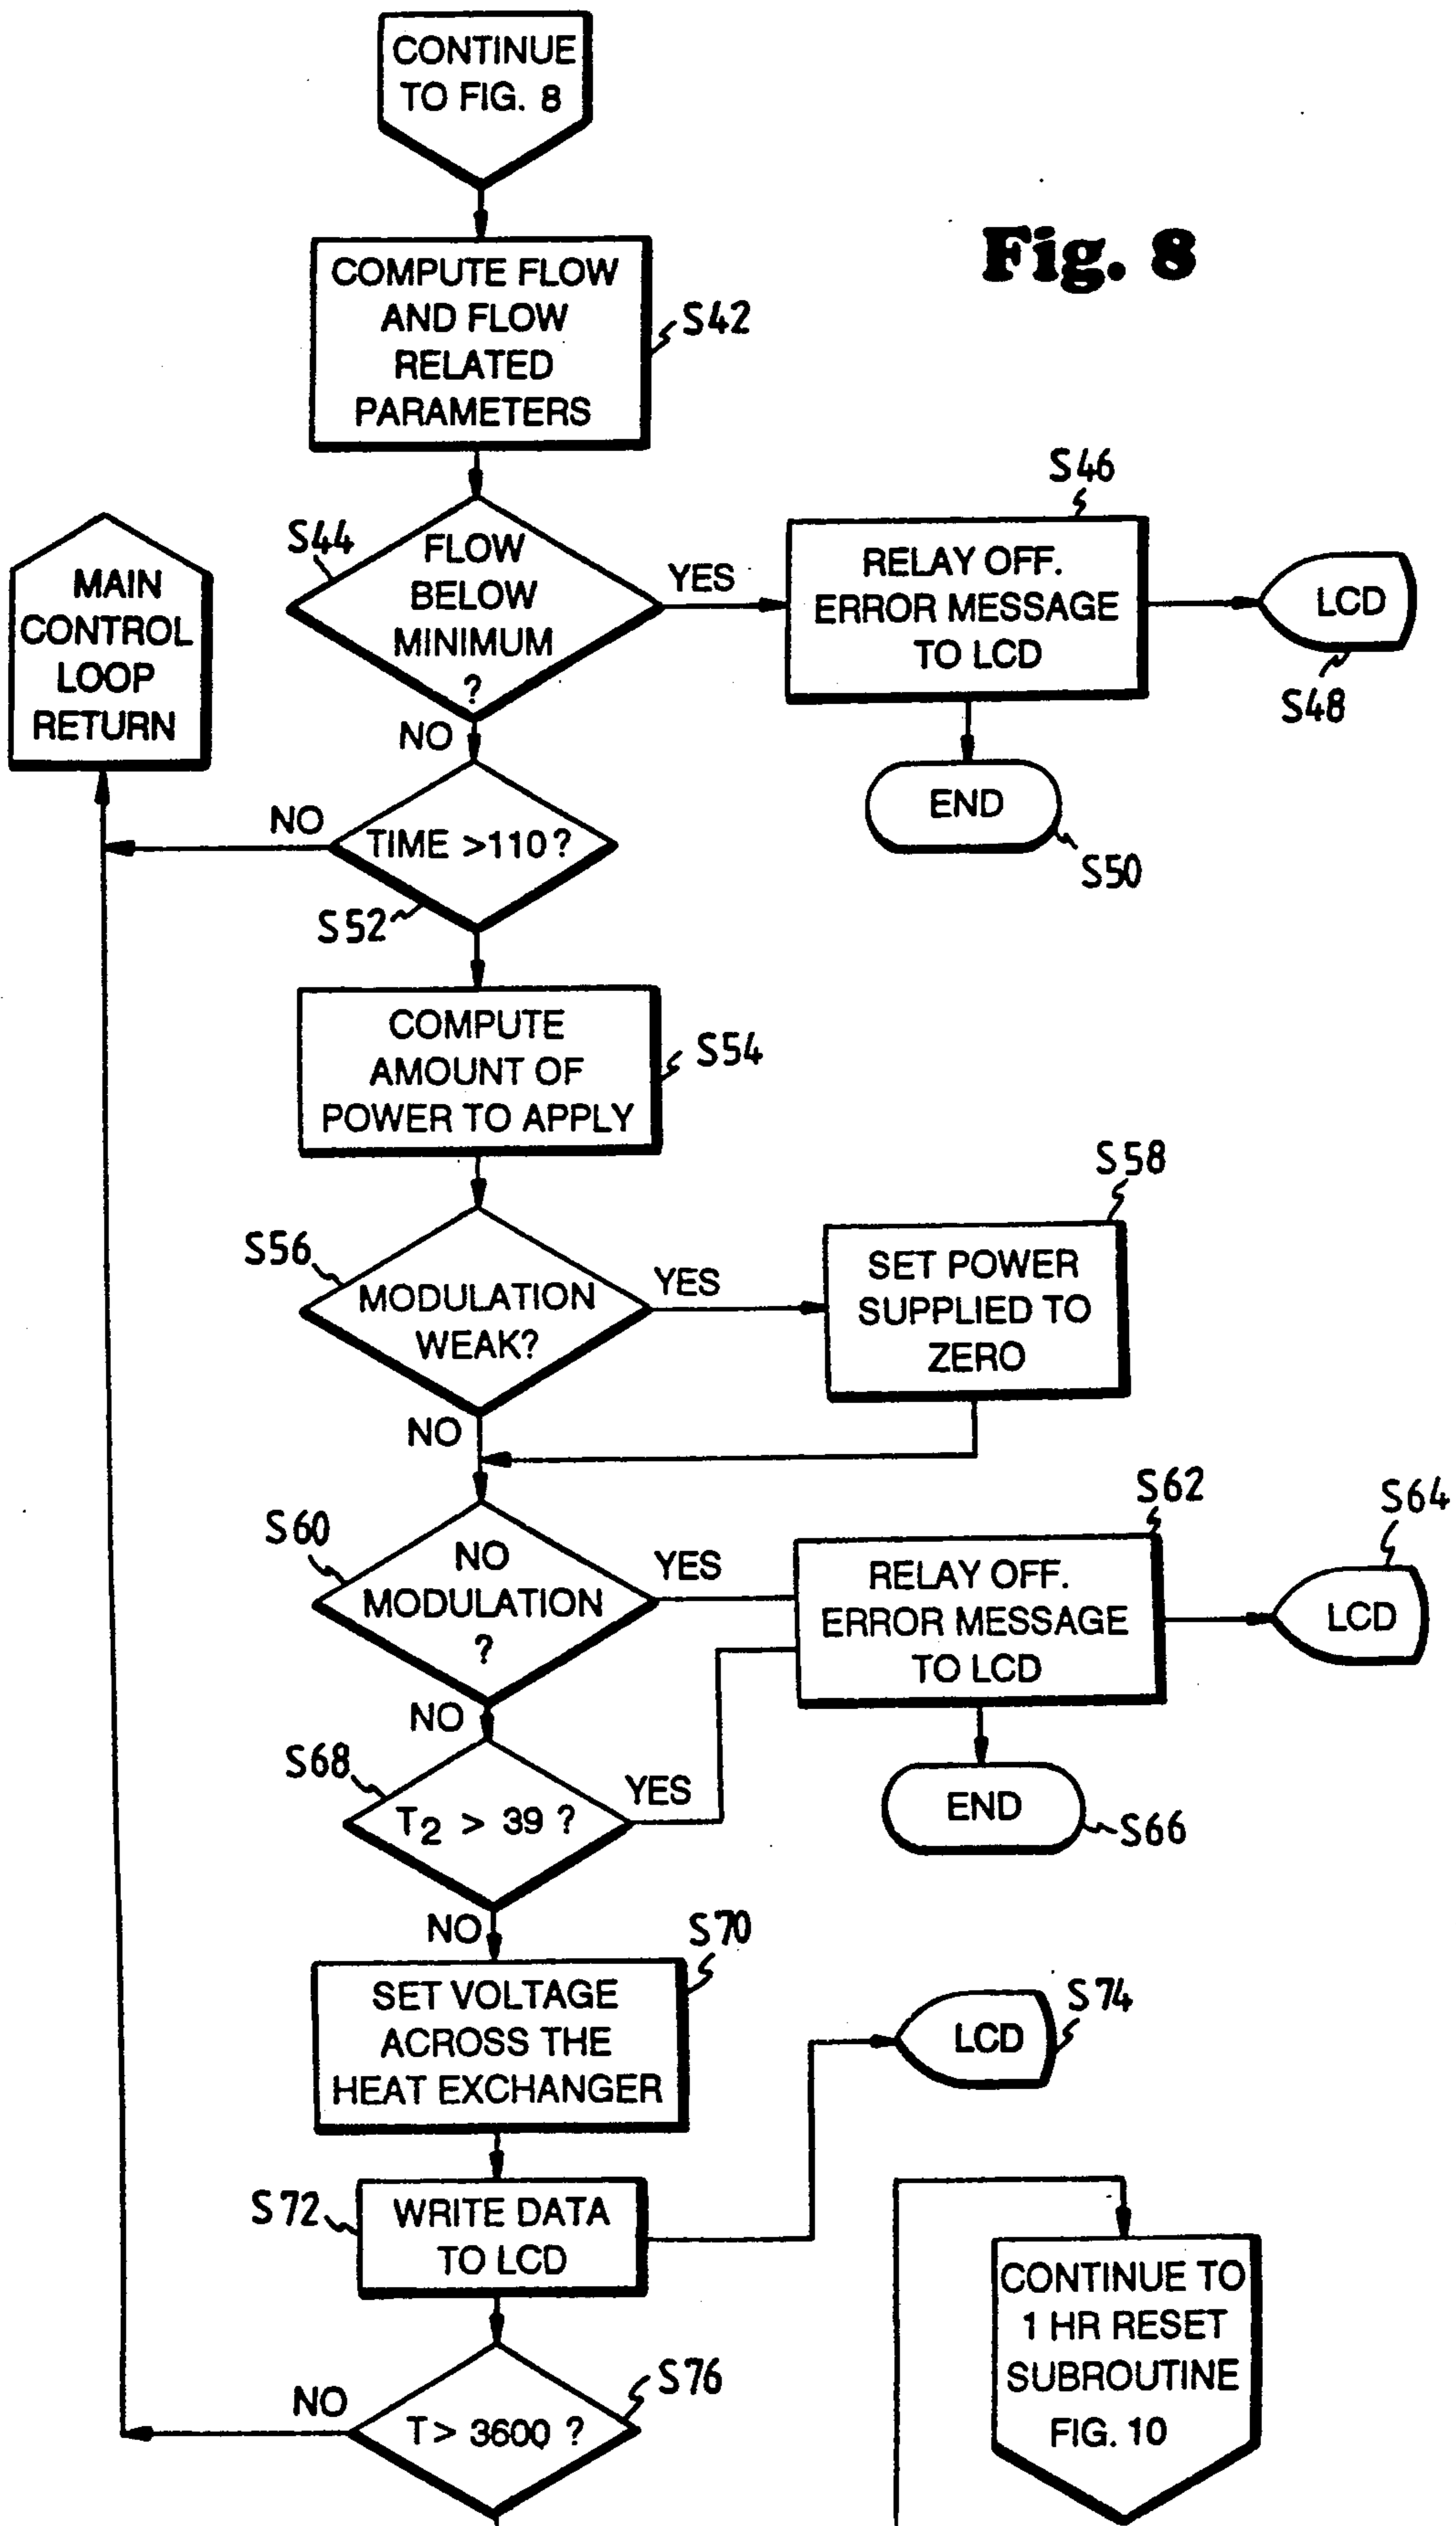 CONTINUE
TO FIG. 8
Fig. 8
COMPUTE FLOW
AND FLOW
RELATED
PARAMETERS
S42
S44
FLOW
BELOW
MINIMUM
?
YES
NO
S46
RELAY OFF.
ERROR MESSAGE
TO LCD
LCD
S48
END
S50
MAIN
CONTROL
LOOP
RETURN
NO
TIME >110 ?
S52
COMPUTE
AMOUNT OF
POWER TO APPLY
S54
S56
MODULATION
WEAK?
YES
NO
S58
SET POWER
SUPPLIED TO
ZERO
S60
NO
MODULATION
?
YES
NO
S62
RELAY OFF.
ERROR MESSAGE
TO LCD
S64
LCD
END
S66
S68
T2 > 39 ?
YES
NO
S70
SET VOLTAGE
ACROSS THE
HEAT EXCHANGER
S72
WRITE DATA
TO LCD
LCD
S74
NO
T > 3600 ?
S76
CONTINUE TO
1 HR RESET
SUBROUTINE
FIG. 10